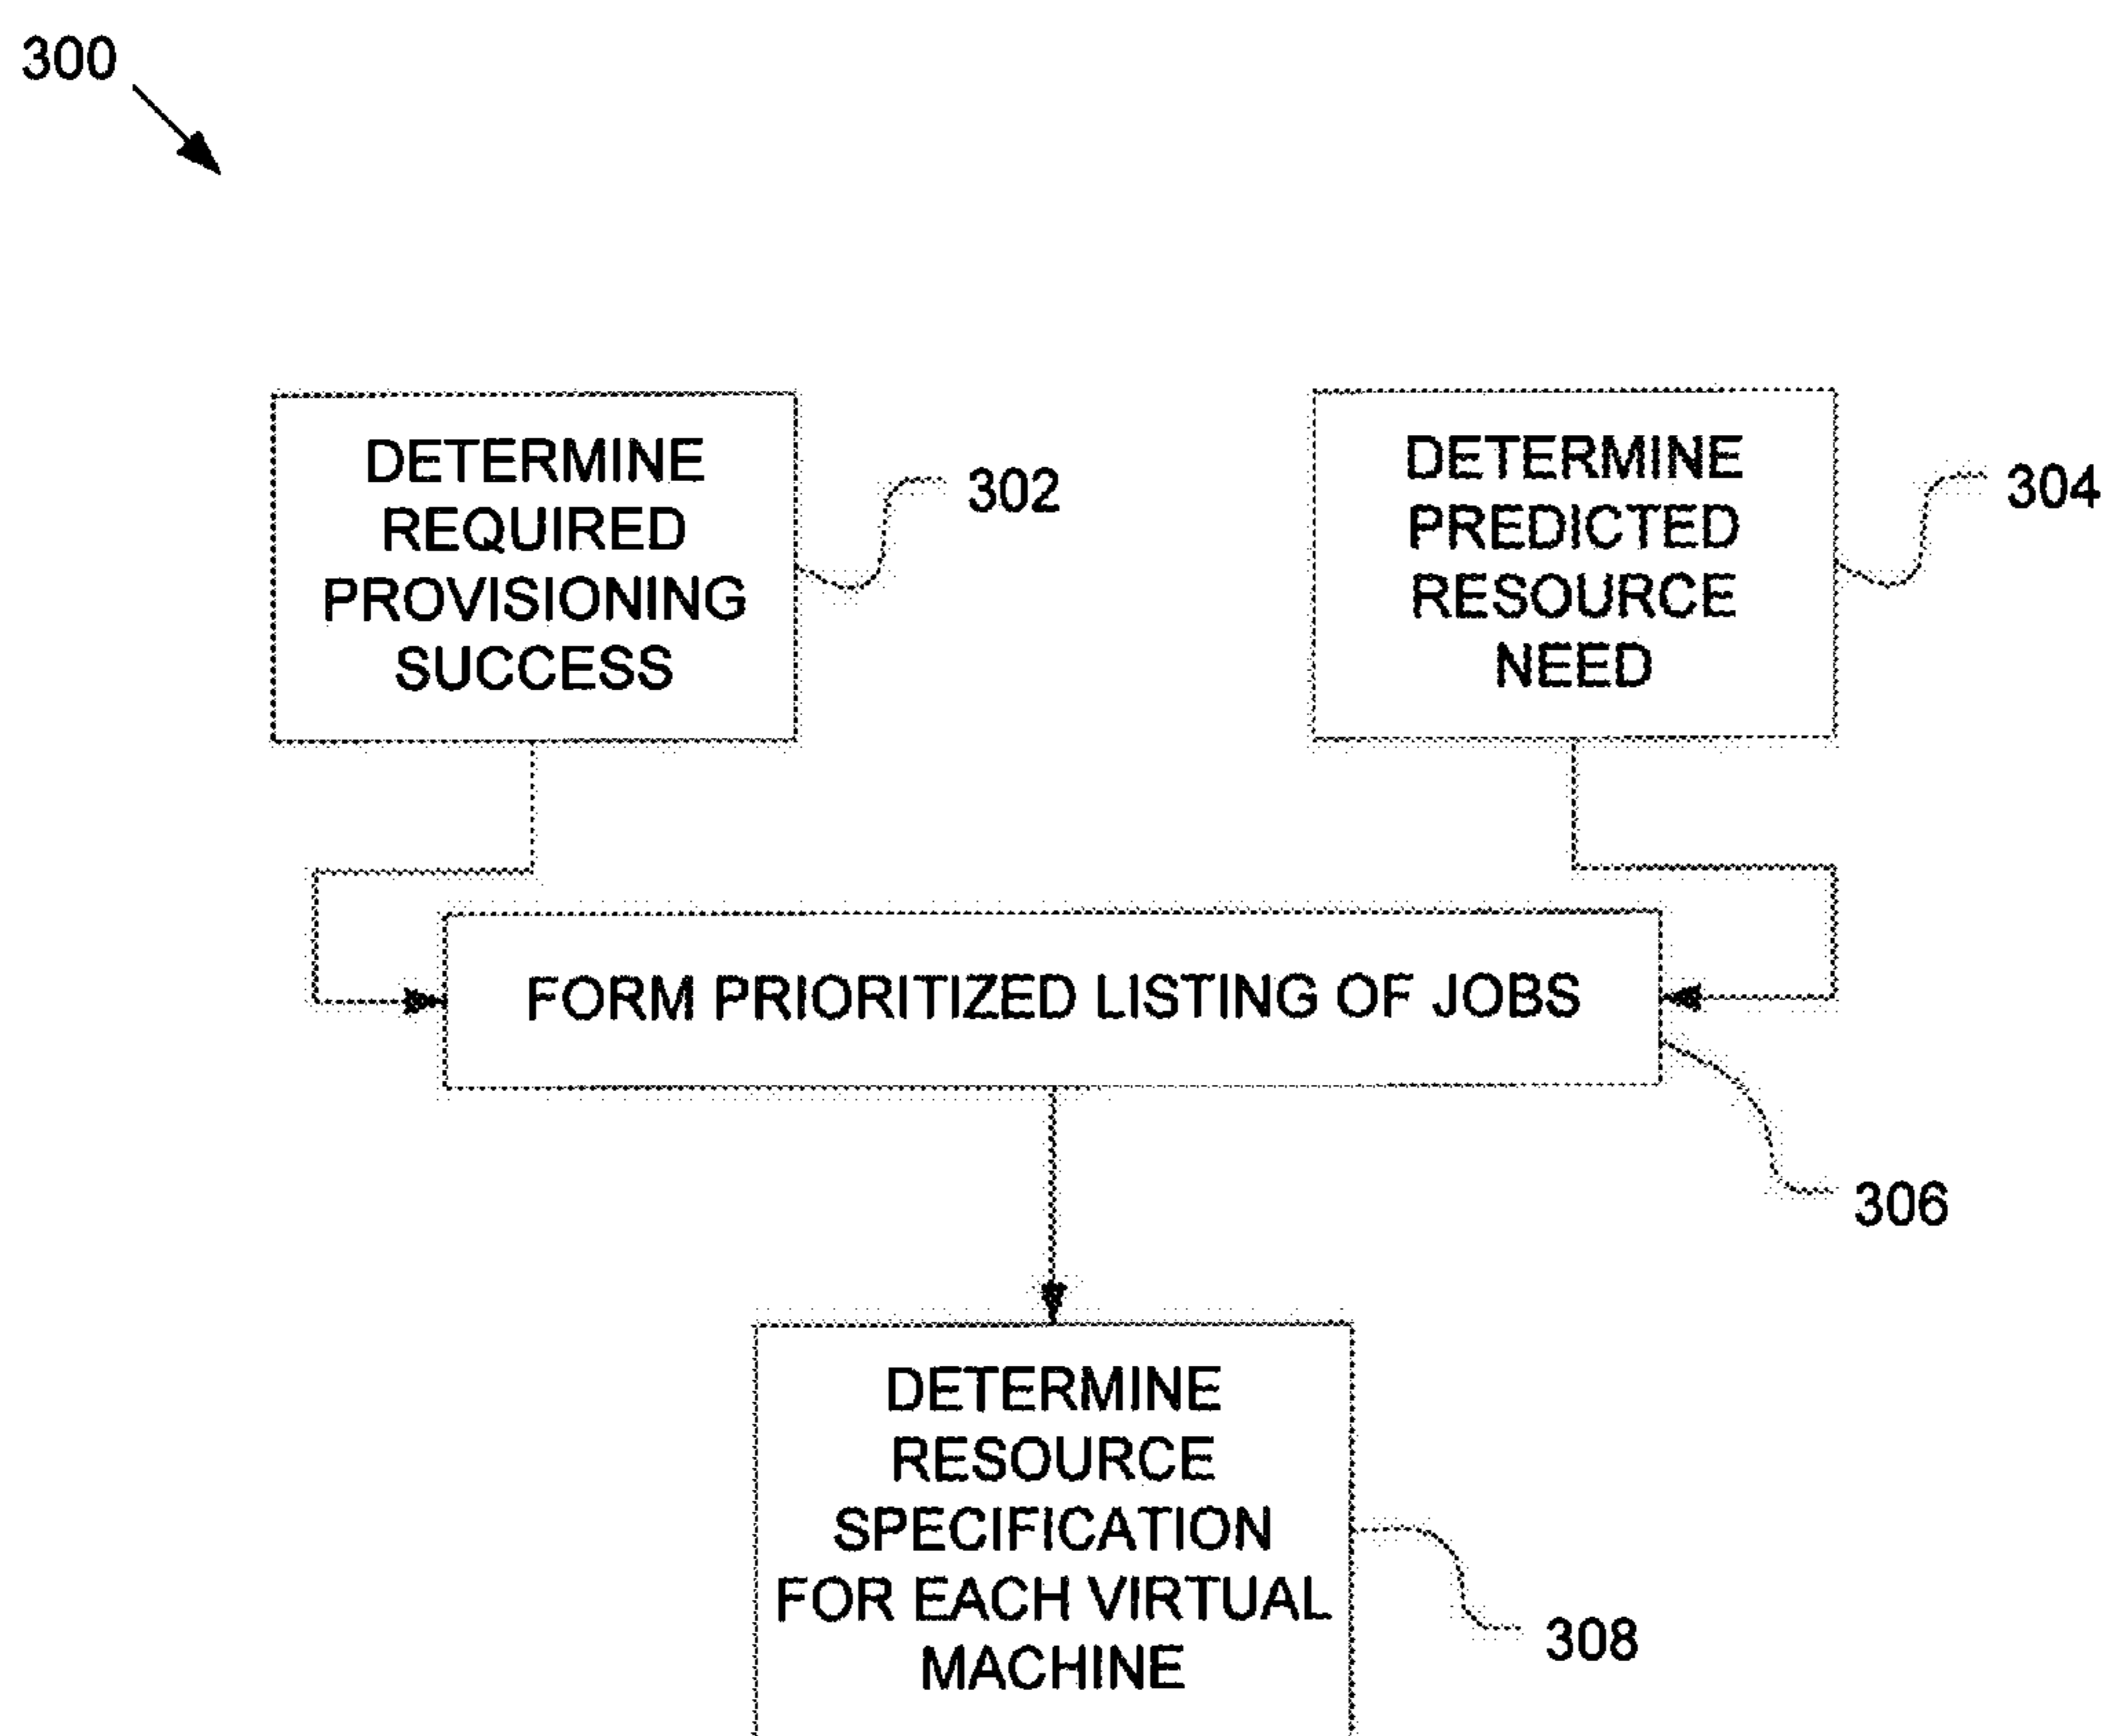 300
DETERMINE
REQUIRED
PROVISIONING
SUCCESS
302
DETERMINE
PREDICTED
RESOURCE
NEED
304
FORM PRIORITIZED LISTING OF JOBS
306
DETERMINE
RESOURCE
SPECIFICATION
FOR EACH VIRTUAL
MACHINE
308